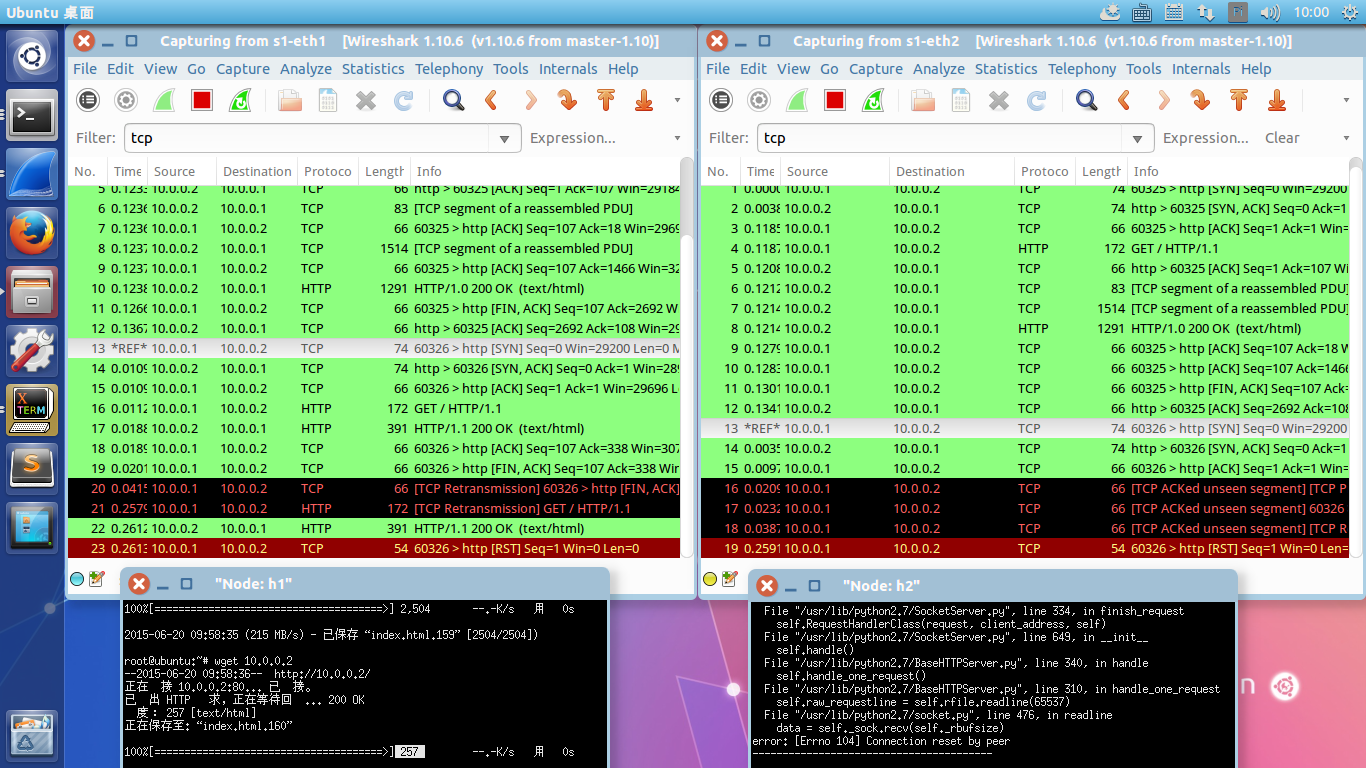 Ubuntu 桌面
10:00
Capturing from s1-eth1 [Wireshark 1.10.6 (v1.10.6 from master-1.10)]
File Edit View Go Capture Analyze Statistics Telephony Tools Internals Help
Filter: tcp Expression...
No. Time Source Destination Protoco Length Info
5 0.1233 10.0.0.2 10.0.0.1 TCP 66 http > 60325 [ACK] Seq=1 Ack=107 Win=29184
6 0.1236 10.0.0.2 10.0.0.1 TCP 83 [TCP segment of a reassembled PDU]
7 0.1236 10.0.0.1 10.0.0.2 TCP 66 60325 > http [ACK] Seq=107 Ack=18 Win=2969
8 0.1237 10.0.0.2 10.0.0.1 TCP 1514 [TCP segment of a reassembled PDU]
9 0.1237 10.0.0.1 10.0.0.2 TCP 66 60325 > http [ACK] Seq=107 Ack=1466 Win=32
10 0.1238 10.0.0.2 10.0.0.1 HTTP 1291 HTTP/1.0 200 OK (text/html)
11 0.1266 10.0.0.1 10.0.0.2 TCP 66 60325 > http [FIN, ACK] Seq=107 Ack=2692 W
12 0.1367 10.0.0.2 10.0.0.1 TCP 66 http > 60325 [ACK] Seq=2692 Ack=108 Win=29
13 *REF* 10.0.0.1 10.0.0.2 TCP 74 60326 > http [SYN] Seq=0 Win=29200 Len=0 M
14 0.0109 10.0.0.2 10.0.0.1 TCP 74 http > 60326 [SYN, ACK] Seq=0 Ack=1 Win=289
15 0.0109 10.0.0.1 10.0.0.2 TCP 66 60326 > http [ACK] Seq=1 Ack=1 Win=29696 L
16 0.0112 10.0.0.1 10.0.0.2 HTTP 172 GET / HTTP/1.1
17 0.0188 10.0.0.2 10.0.0.1 HTTP 391 HTTP/1.1 200 OK (text/html)
18 0.0189 10.0.0.1 10.0.0.2 TCP 66 60326 > http [ACK] Seq=107 Ack=338 Win=307
19 0.0201 10.0.0.1 10.0.0.2 TCP 66 60326 > http [FIN, ACK] Seq=107 Ack=338 Win
20 0.0415 10.0.0.1 10.0.0.2 TCP 66 [TCP Retransmission] 60326 > http [FIN, ACK]
21 0.2579 10.0.0.1 10.0.0.2 HTTP 172 [TCP Retransmission] GET / HTTP/1.1
22 0.2612 10.0.0.2 10.0.0.1 HTTP 391 HTTP/1.1 200 OK (text/html)
23 0.2613 10.0.0.1 10.0.0.2 TCP 54 60326 > http [RST] Seq=1 Win=0 Len=0
Capturing from s1-eth2 [Wireshark 1.10.6 (v1.10.6 from master-1.10)]
File Edit View Go Capture Analyze Statistics Telephony Tools Internals Help
Filter: tcp Expression... Clear
No. Time Source Destination Protoco Length Info
1 0.0000 10.0.0.1 10.0.0.2 TCP 74 60325 > http [SYN] Seq=0 Win=29200
2 0.0038 10.0.0.2 10.0.0.1 TCP 74 http > 60325 [SYN, ACK] Seq=0 Ack=1
3 0.1185 10.0.0.1 10.0.0.2 TCP 66 60325 > http [ACK] Seq=1 Ack=1 Win=
4 0.1187 10.0.0.1 10.0.0.2 HTTP 172 GET / HTTP/1.1
5 0.1208 10.0.0.2 10.0.0.1 TCP 66 http > 60325 [ACK] Seq=1 Ack=107 Wi
6 0.1212 10.0.0.2 10.0.0.1 TCP 83 [TCP segment of a reassembled PDU
7 0.1214 10.0.0.2 10.0.0.1 TCP 1514 [TCP segment of a reassembled PDU
8 0.1214 10.0.0.2 10.0.0.1 HTTP 1291 HTTP/1.0 200 OK (text/html)
9 0.1279 10.0.0.1 10.0.0.2 TCP 66 60325 > http [ACK] Seq=107 Ack=18 W
10 0.1283 10.0.0.1 10.0.0.2 TCP 66 60325 > http [ACK] Seq=107 Ack=1466
11 0.1301 10.0.0.1 10.0.0.2 TCP 66 60325 > http [FIN, ACK] Seq=107 Ack=
12 0.1341 10.0.0.2 10.0.0.1 TCP 66 http > 60325 [ACK] Seq=2692 Ack=108
13 *REF* 10.0.0.1 10.0.0.2 TCP 74 60326 > http [SYN] Seq=0 Win=29200
14 0.0035 10.0.0.2 10.0.0.1 TCP 74 http > 60326 [SYN, ACK] Seq=0 Ack=1
15 0.0097 10.0.0.1 10.0.0.2 TCP 66 60326 > http [ACK] Seq=1 Ack=1 Win=
16 0.0209 10.0.0.1 10.0.0.2 TCP 66 [TCP ACKed unseen segment] [TCP P
17 0.0232 10.0.0.1 10.0.0.2 TCP 66 [TCP ACKed unseen segment] 60326
18 0.0387 10.0.0.1 10.0.0.2 TCP 66 [TCP ACKed unseen segment] [TCP R
19 0.2591 10.0.0.1 10.0.0.2 TCP 54 60326 > http [RST] Seq=1 Win=0 Len=
"Node: h1"
100%[======================================>] 2,504 --.-K/s 用 0s
2015-06-20 09:58:35 (215 MB/s) - 已保存 “index.html.159” [2504/2504])
root@ubuntu:~# wget 10.0.0.2
--2015-06-20 09:58:36-- http://10.0.0.2/
正在 接 10.0.0.2:80... 已 接。
已 出 HTTP 求，正在等待回 ... 200 OK
度： 257 [text/html]
正在保存至: “index.html.160”
100%[======================================>] 257 --.-K/s 用 0s
"Node: h2"
File "/usr/lib/python2.7/SocketServer.py", line 334, in finish_request
self.RequestHandlerClass(request, client_address, self)
File "/usr/lib/python2.7/SocketServer.py", line 649, in __init__
self.handle()
File "/usr/lib/python2.7/BaseHTTPServer.py", line 340, in handle
self.handle_one_request()
File "/usr/lib/python2.7/BaseHTTPServer.py", line 310, in handle_one_request
self.raw_requestline = self.rfile.readline(65537)
File "/usr/lib/python2.7/socket.py", line 476, in readline
data = self._sock.recv(self._rbufsize)
error: [Errno 104] Connection reset by peer
----------------------------------------
X TERM
S
n